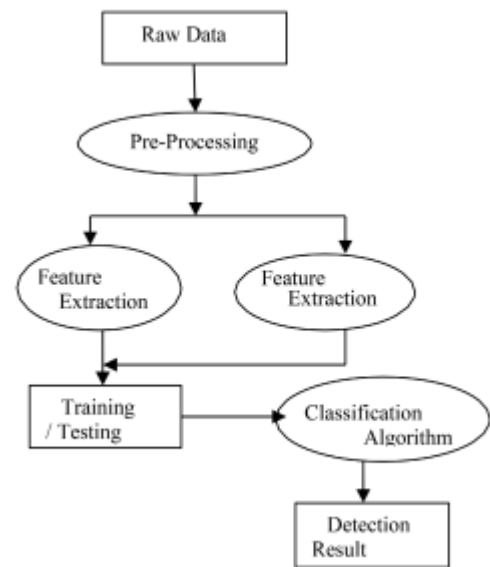 Raw Data
Pre-Processing
Feature
Extraction
Feature
Extraction
Training
/ Testing
Classification
Algorithm
Detection
Result